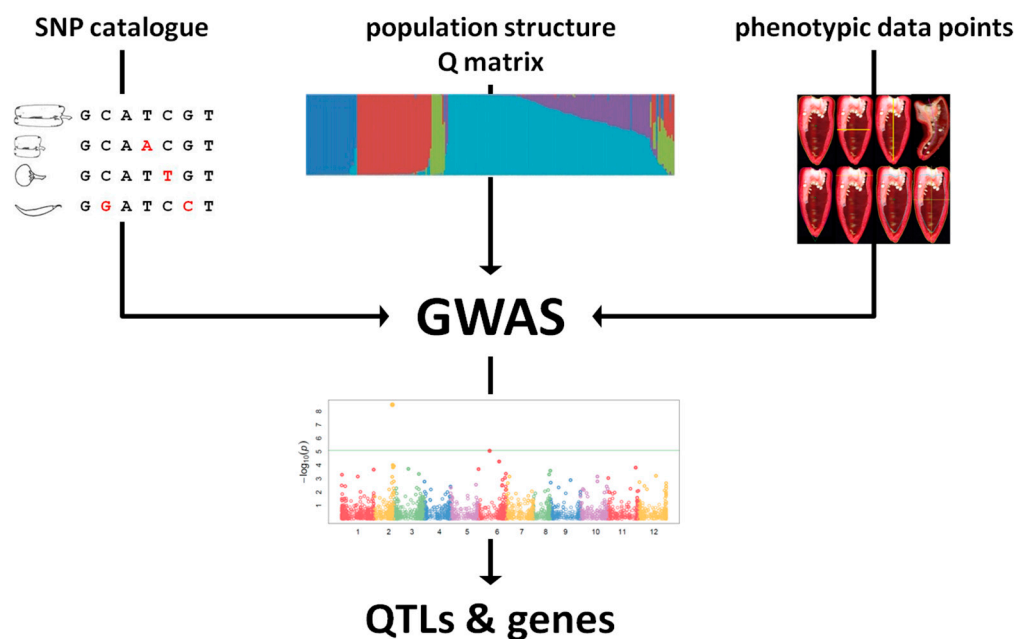 SNP catalogue
population structure
Q matrix
phenotypic data points
G C A T C G T
G C A A C G T
G C A T T G T
G G A T C C T
GWAS
8
7
6
5
4
3
2
1
−log10(p)
1 2 3 4 5 6 7 8 9 10 11 12
QTLs & genes